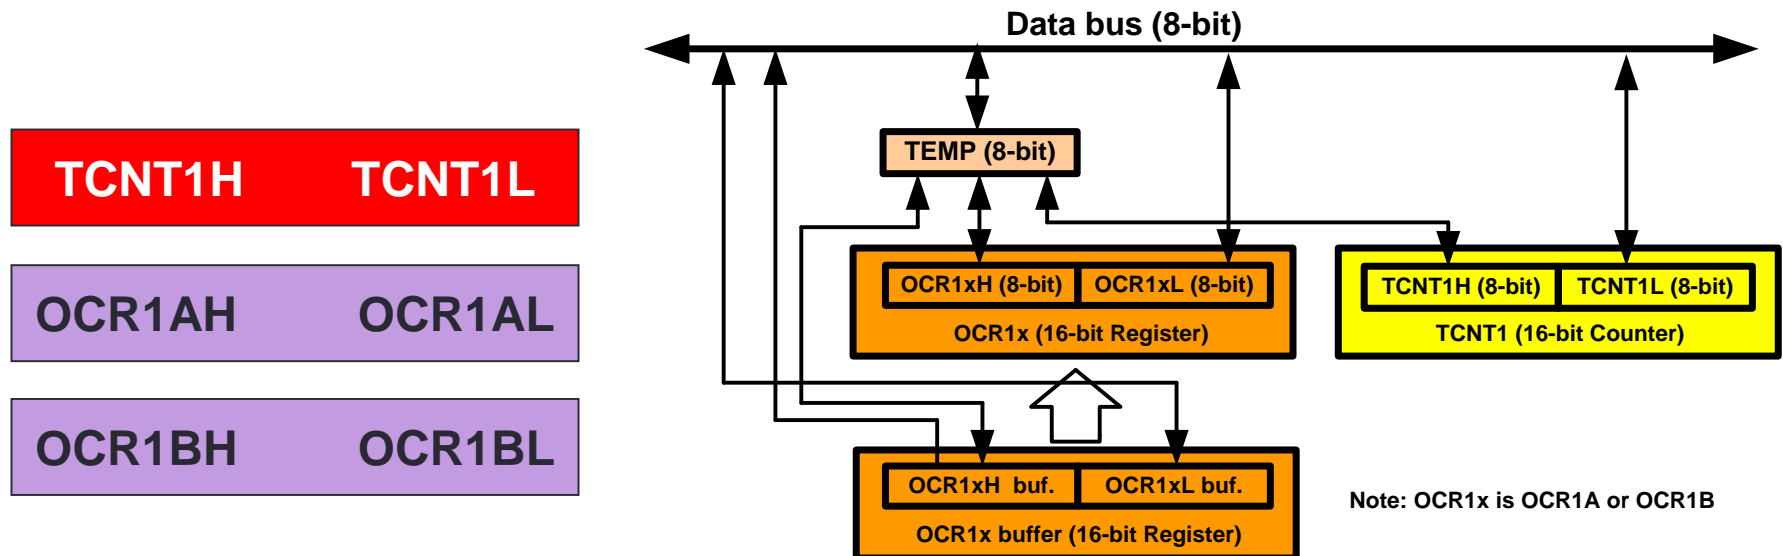 Data bus (8-bit)
TEMP (8-bit)
TCNT1H TCNT1L
OCR1AH OCR1AL
OCR1BH OCR1BL
OCR1xH (8-bit) OCR1xL (8-bit)
OCR1x (16-bit Register)
TCNT1H (8-bit) TCNT1L (8-bit)
TCNT1 (16-bit Counter)
OCR1xH buf. OCR1xL buf.
OCR1x buffer (16-bit Register)
Note: OCR1x is OCR1A or OCR1B